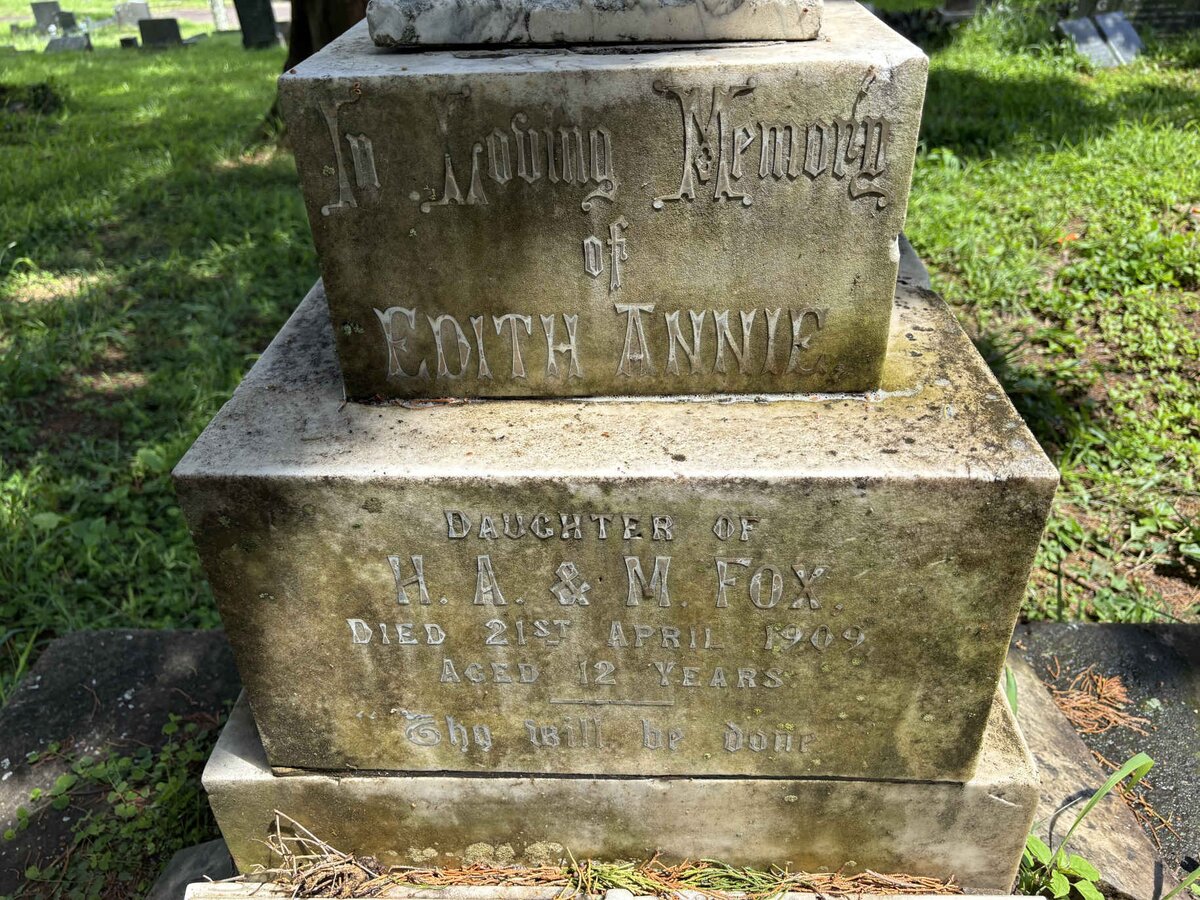 In Loving Memory
of
EDITH ANNIE.
DAUGHTER OF
H. A. & M. FOX.
DIED 21ST APRIL 1909,
AGED 12 YEARS
"Thy will be done